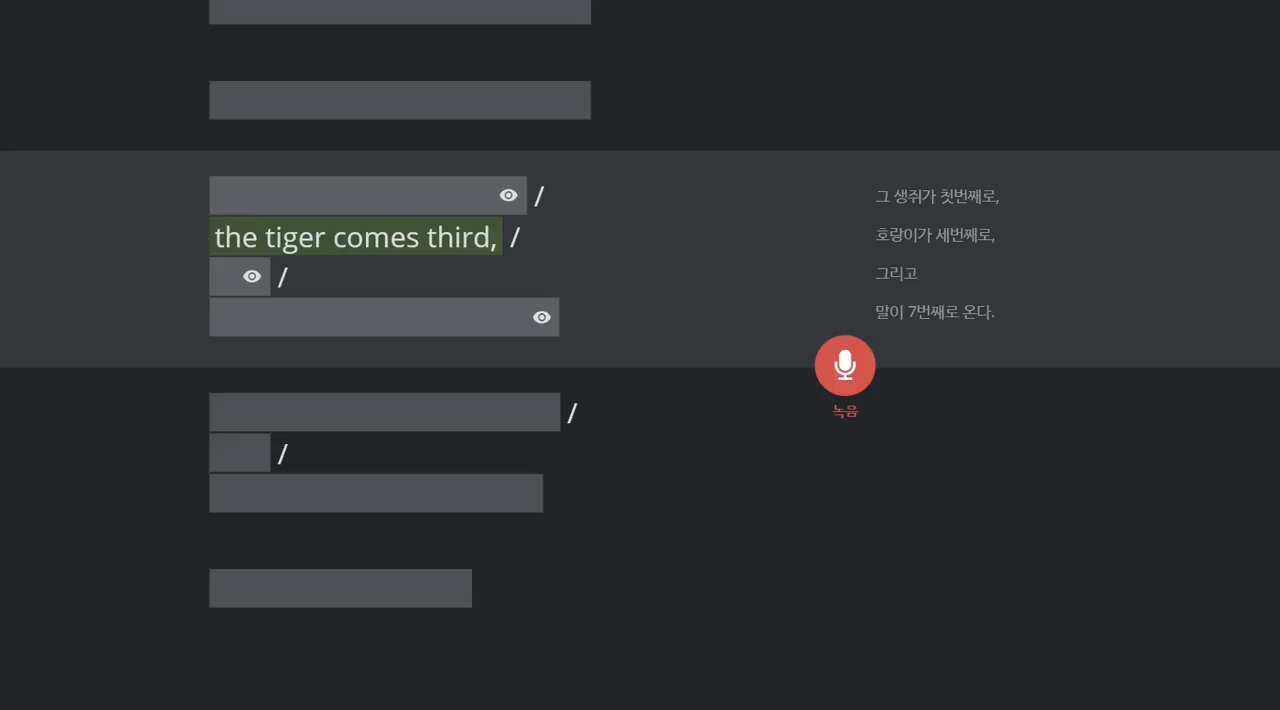 /
the tiger comes third, /
/
/
/
그 생쥐가 첫번째로,
호랑이가 세번째로,
그리고
말이 7번째로 온다.
녹음